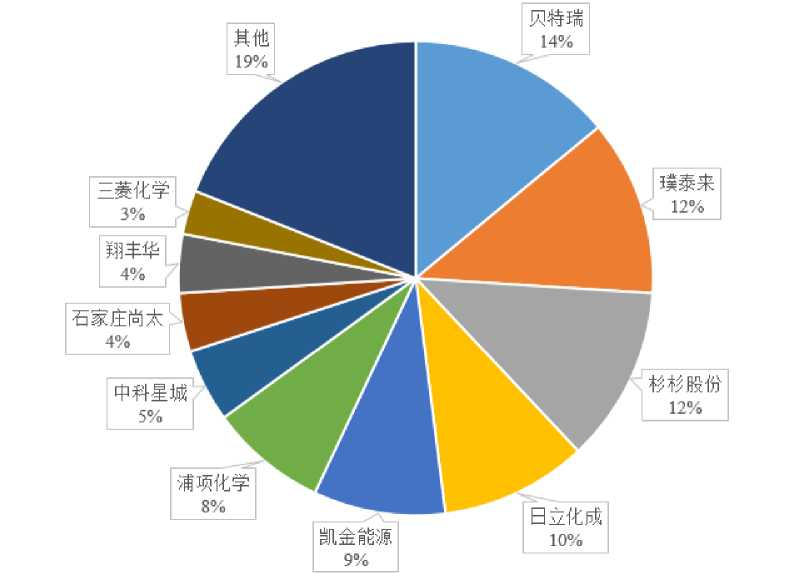 贝特瑞
14%
璞泰来
12%
杉杉股份
12%
日立化成
10%
凯金能源
9%
浦项化学
8%
中科星城
5%
石家庄尚太
4%
翔丰华
4%
三菱化学
3%
其他
19%